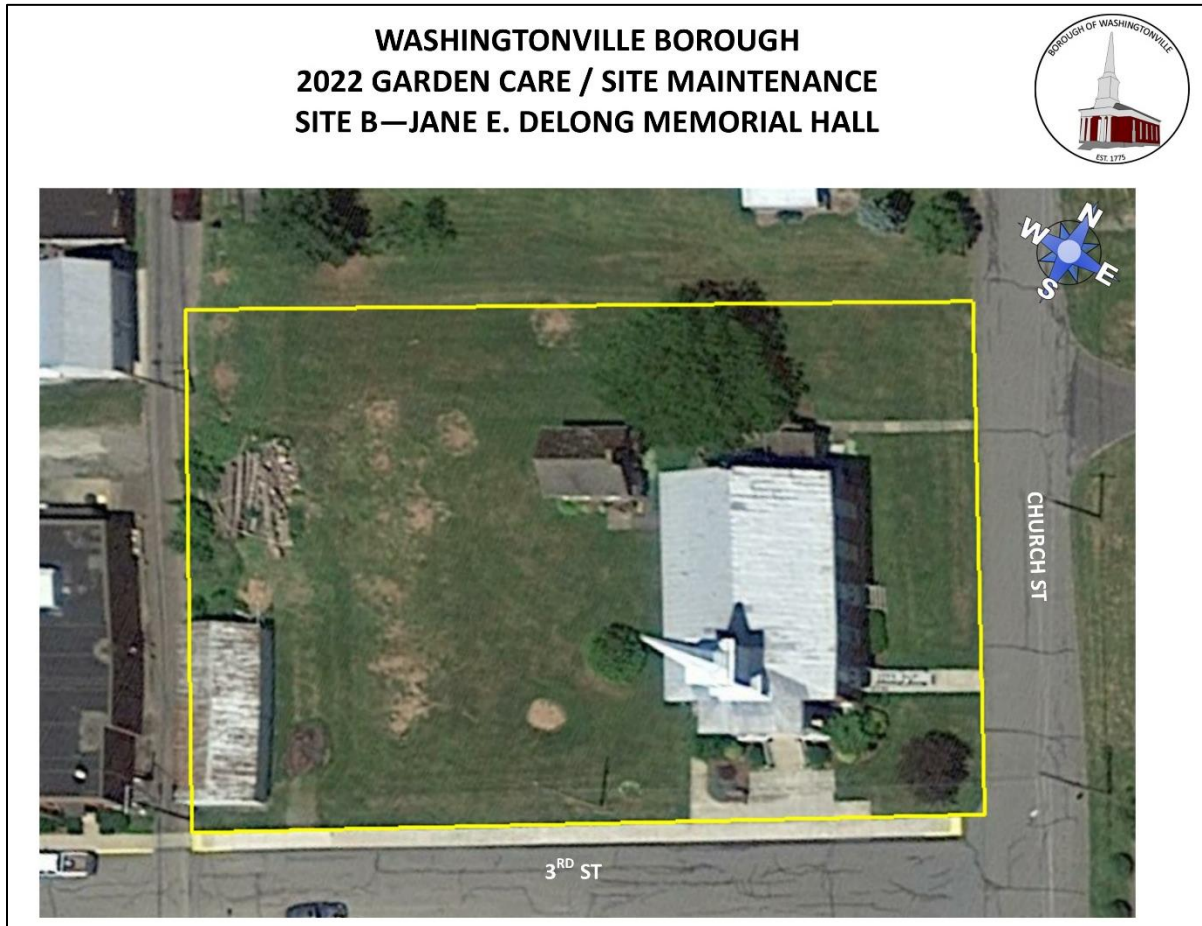 WASHINGTONVILLE BOROUGH
2022 GARDEN CARE / SITE MAINTENANCE
SITE B—JANE E. DELONG MEMORIAL HALL
BOROUGH OF WASHINGTONVILLE
EST. 1775
N
W
E
S
CHURCH ST
3RD ST